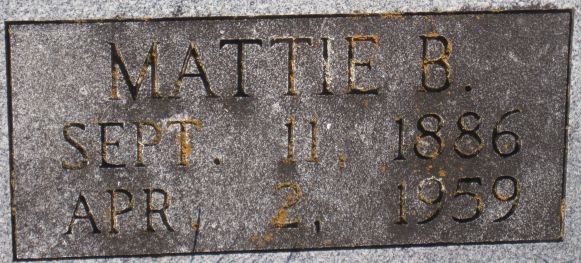 MATTIE B.
SEPT. 11, 1886
APR. 2, 1959